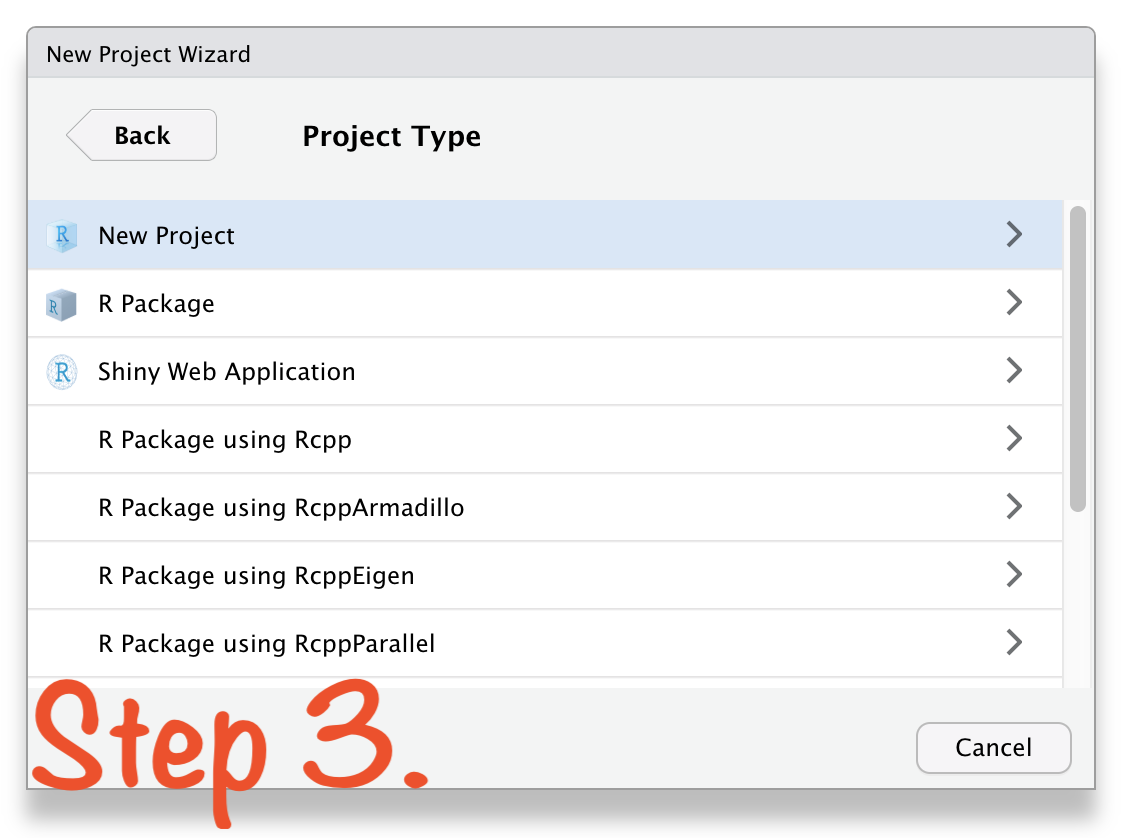 New Project Wizard
Back
Project Type
R New Project
R R Package
R Shiny Web Application
R Package using Rcpp
R Package using RcppArmadillo
R Package using RcppEigen
R Package using RcppParallel
Step 3.
Cancel